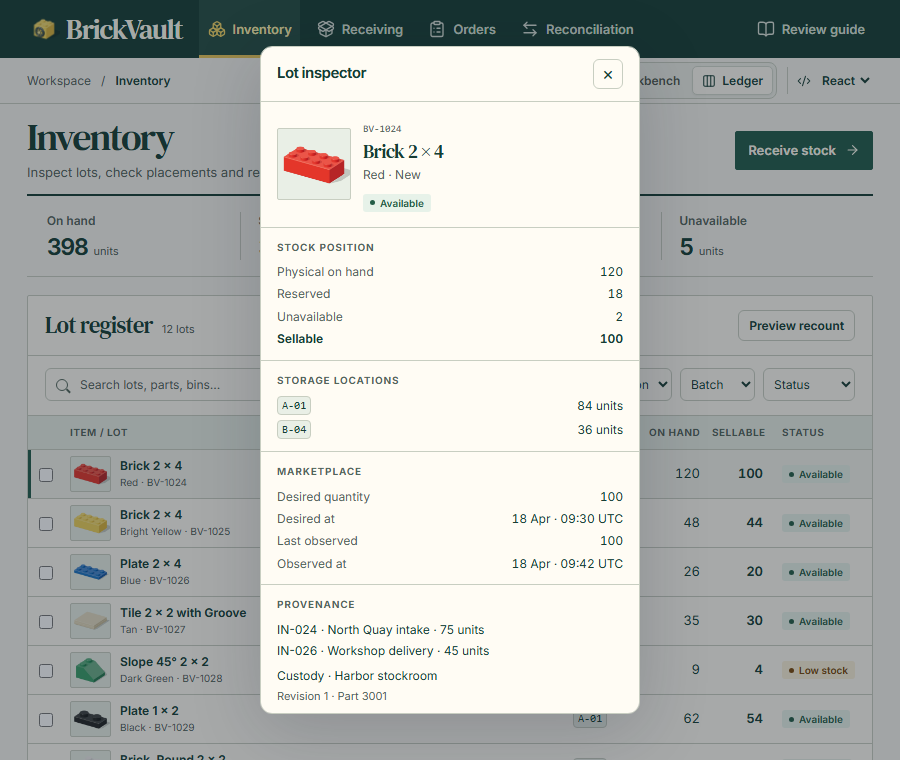 BrickVault
Inventory
Receiving
Orders
Reconciliation
Review guide
Workspace / Inventory
Ledger
React
Inventory
Receive stock
On hand
398 units
Unavailable
5 units
Lot register 12 lots
Preview recount
Search lots, parts, bins...
Batch
Status
ITEM / LOT
ON HAND
SELLABLE
STATUS
Brick 2 × 4
Red · BV-1024
120
100
Available
Brick 2 × 4
Bright Yellow · BV-1025
48
44
Available
Plate 2 × 4
Blue · BV-1026
26
20
Available
Tile 2 × 2 with Groove
Tan · BV-1027
35
30
Available
Slope 45° 2 × 2
Dark Green · BV-1028
9
4
Low stock
Plate 1 × 2
Black · BV-1029
A-01
62
54
Available
Inspect lots, check placements and re
Lot inspector
×
BV-1024
Brick 2 × 4
Red · New
Available
STOCK POSITION
Physical on hand 120
Reserved 18
Unavailable 2
Sellable 100
STORAGE LOCATIONS
A-01 84 units
B-04 36 units
MARKETPLACE
Desired quantity 100
Desired at 18 Apr · 09:30 UTC
Last observed 100
Observed at 18 Apr · 09:42 UTC
PROVENANCE
IN-024 · North Quay intake · 75 units
IN-026 · Workshop delivery · 45 units
Custody · Harbor stockroom
Revision 1 · Part 3001